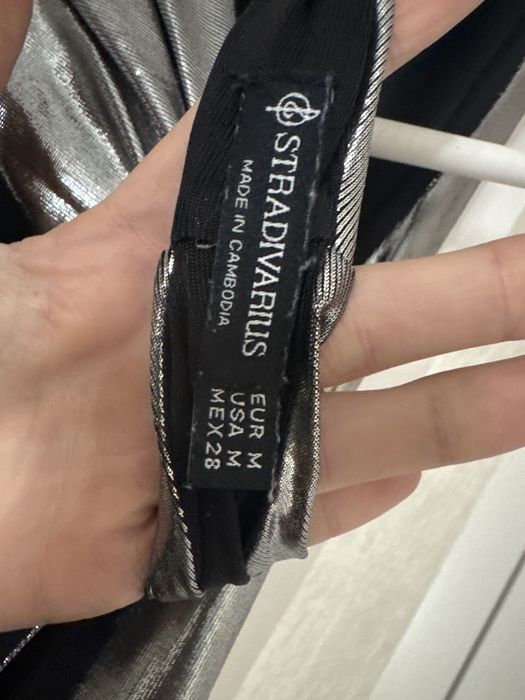 STRADIVARIUS
MADE IN CAMBODIA
EUR M
USA M
MEX 28